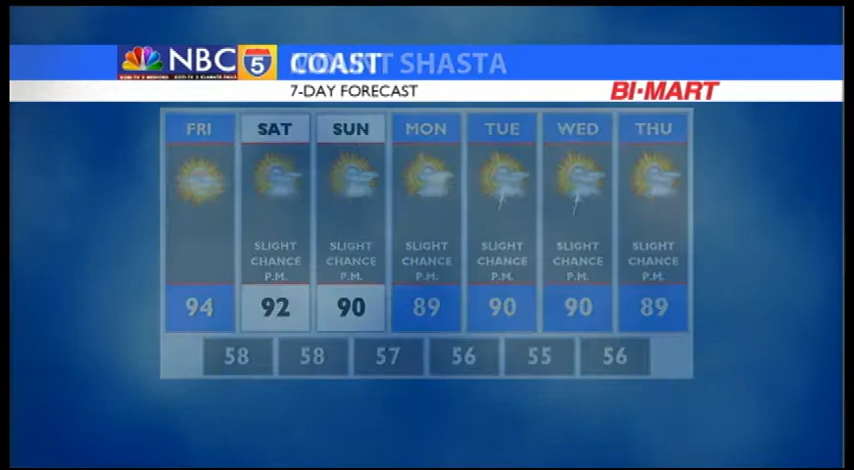 NBC 5
COAST
MOUNT SHASTA
7-DAY FORECAST
BI-MART
FRI SAT SUN MON TUE WED THU
SLIGHT SLIGHT SLIGHT SLIGHT SLIGHT SLIGHT
CHANCE CHANCE CHANCE CHANCE CHANCE CHANCE
P.M. P.M. P.M. P.M. P.M. P.M.
94 92 90 89 90 90 89
58 58 57 56 55 56